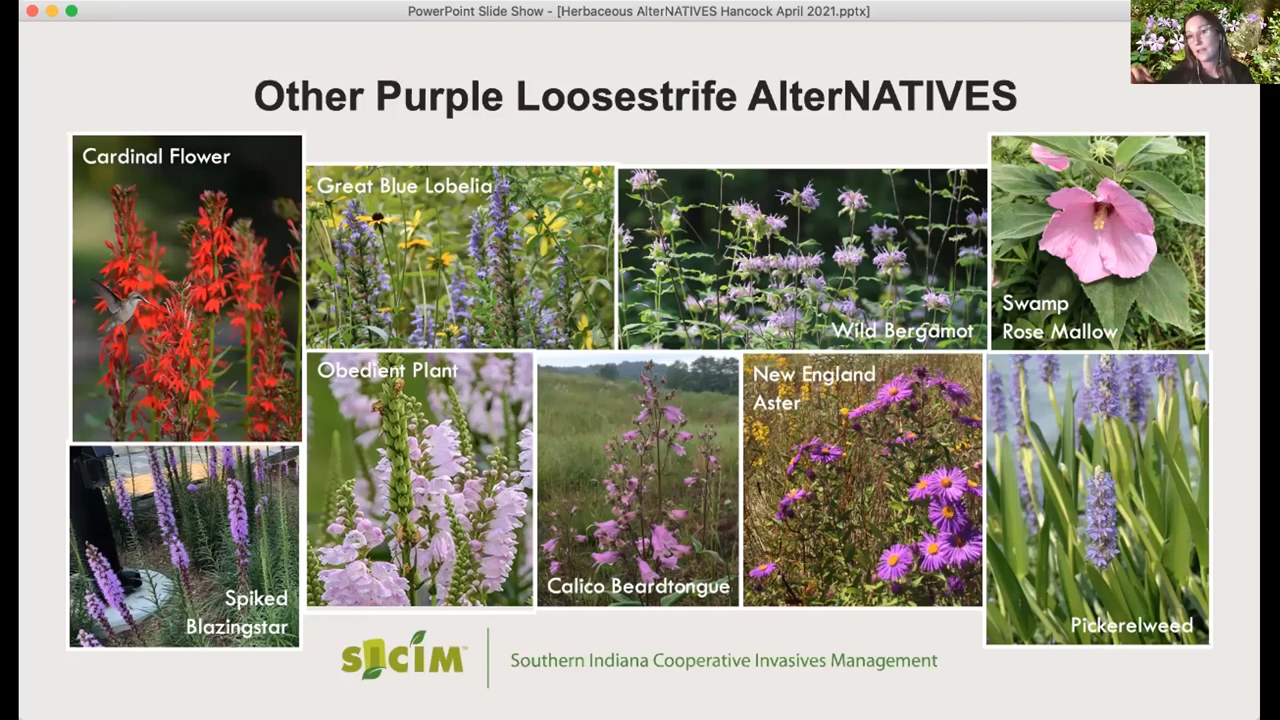 PowerPoint Slide Show - [Herbaceous AlterNATIVES Hancock April 2021.pptx]
Other Purple Loosestrife AlterNATIVES
Cardinal Flower
Great Blue Lobelia
Wild Bergamot
Swamp
Rose Mallow
Spiked
Blazingstar
Obedient Plant
Calico Beardtongue
New England
Aster
Pickerelweed
SICIM™
Southern Indiana Cooperative Invasives Management